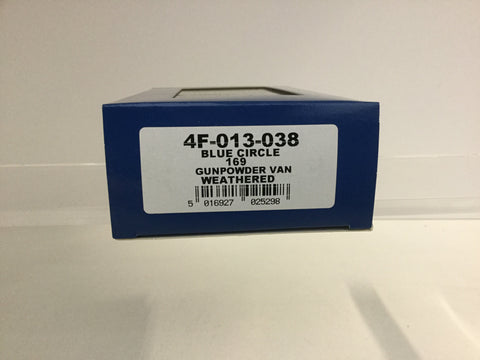 4F-013-038
BLUE CIRCLE
169
GUNPOWDER VAN
WEATHERED
5 016927 025298